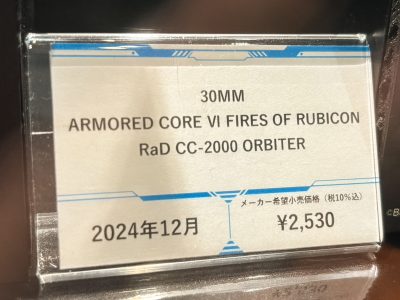 30MM
ARMORED CORE VI FIRES OF RUBICON
RaD CC-2000 ORBITER
メーカー希望小売価格（税10%込）
2024年12月
¥2,530